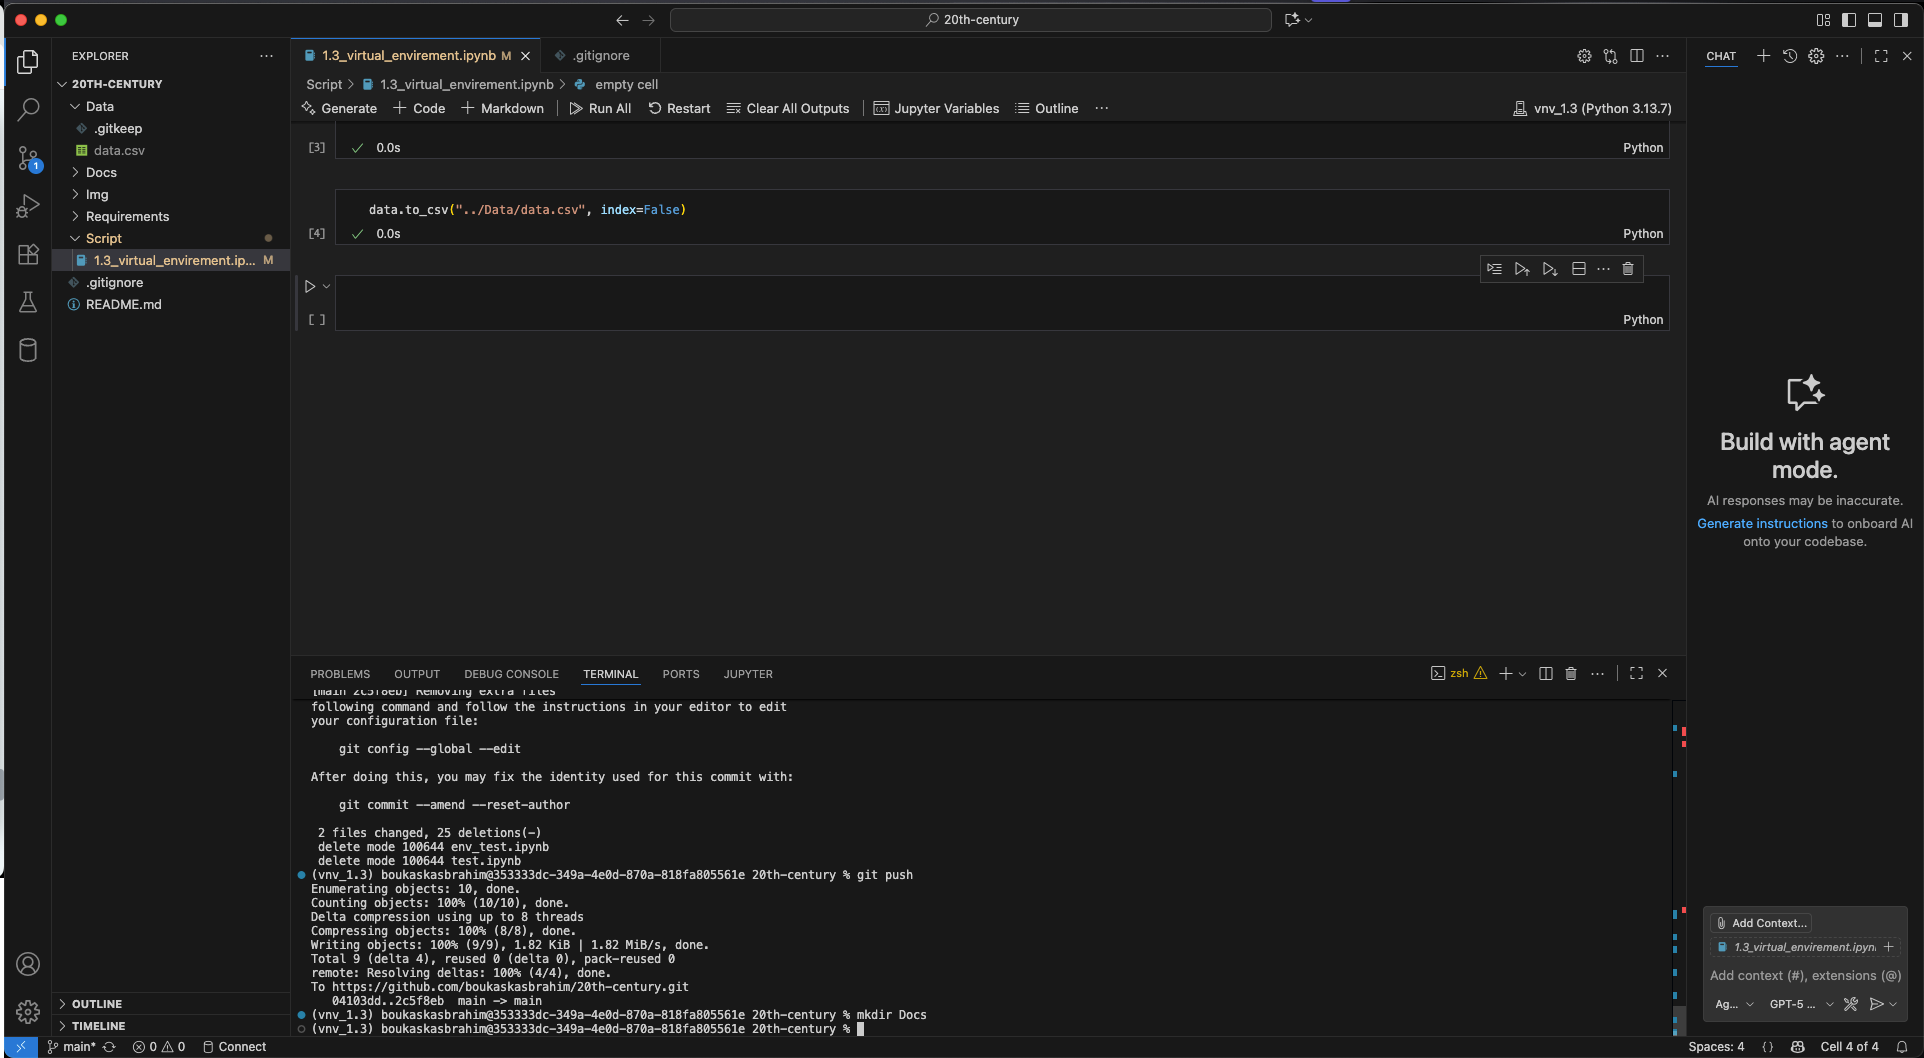 20th-century
EXPLORER
1.3_virtual_envirement.ipynb M
.gitignore
CHAT
20TH-CENTURY
Script > 1.3_virtual_envirement.ipynb > empty cell
Data
Generate
Code
Markdown
Run All
Restart
Clear All Outputs
Jupyter Variables
Outline
vnv_1.3 (Python 3.13.7)
.gitkeep
data.csv
Docs
Img
Requirements
Script
1.3_virtual_envirement.ip... M
.gitignore
README.md
[3] 0.0s Python
data.to_csv("../Data/data.csv", index=False)
[4] 0.0s Python
[ ] Python
Build with agent
mode.
AI responses may be inaccurate.
Generate instructions to onboard AI
onto your codebase.
PROBLEMS OUTPUT DEBUG CONSOLE TERMINAL PORTS JUPYTER
zsh
[main 2c5f8eb] Removing extra files
following command and follow the instructions in your editor to edit
your configuration file:
git config --global --edit
After doing this, you may fix the identity used for this commit with:
git commit --amend --reset-author
2 files changed, 25 deletions(-)
delete mode 100644 env_test.ipynb
delete mode 100644 test.ipynb
(vnv_1.3) boukaskasbrahim@353333dc-349a-4e0d-870a-818fa805561e 20th-century % git push
Enumerating objects: 10, done.
Counting objects: 100% (10/10), done.
Delta compression using up to 8 threads
Compressing objects: 100% (8/8), done.
Writing objects: 100% (9/9), 1.82 KiB | 1.82 MiB/s, done.
Total 9 (delta 4), reused 0 (delta 0), pack-reused 0
remote: Resolving deltas: 100% (4/4), done.
To https://github.com/boukaskasbrahim/20th-century.git
04103dd..2c5f8eb main -> main
(vnv_1.3) boukaskasbrahim@353333dc-349a-4e0d-870a-818fa805561e 20th-century % mkdir Docs
(vnv_1.3) boukaskasbrahim@353333dc-349a-4e0d-870a-818fa805561e 20th-century %
Add Context...
1.3_virtual_envirement.ipyn
Add context (#), extensions (@)
Ag... GPT-5 ...
OUTLINE
TIMELINE
main* 0 0 Connect
Spaces: 4 {} Cell 4 of 4
1